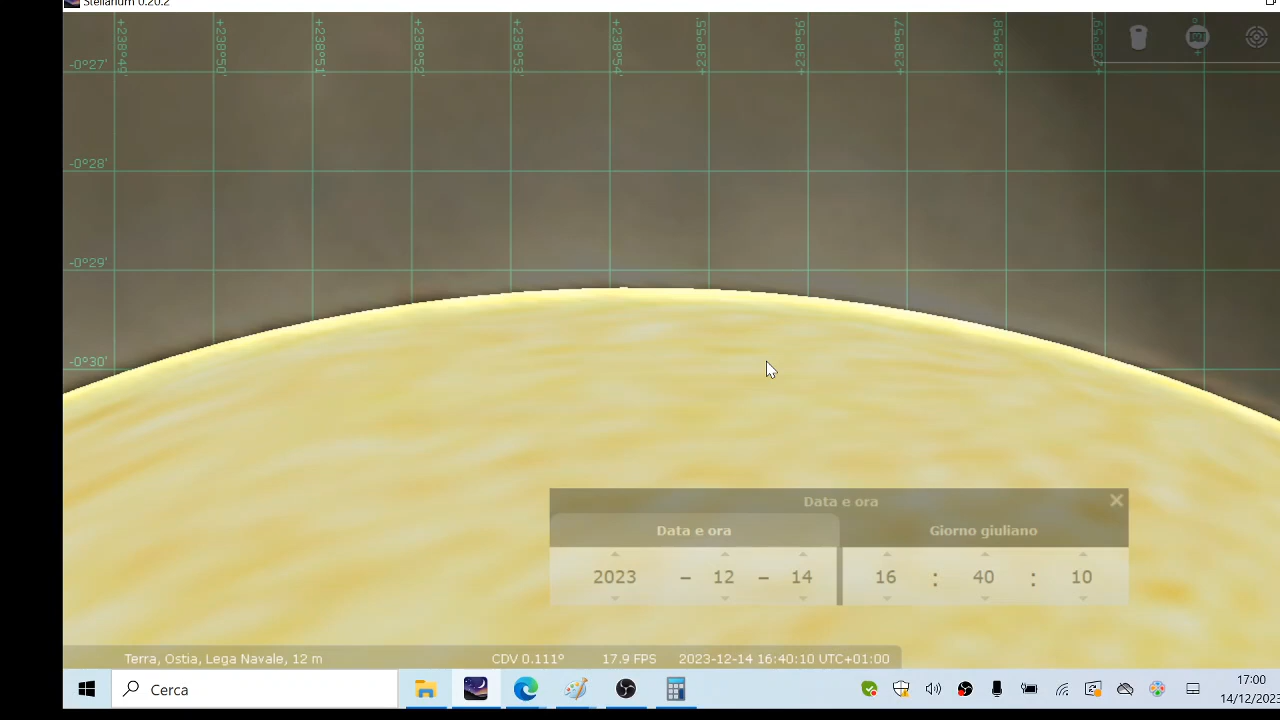 Stellarium 0.20.2
+238°49' +238°50' +238°51' +238°52' +238°53' +238°54' +238°55' +238°56' +238°57' +238°58' +238°59'
-0°27'
-0°28'
-0°29'
-0°30'
Data e ora
Data e ora Giorno giuliano
2023 - 12 - 14 16 : 40 : 10
Terra, Ostia, Lega Navale, 12 m CDV 0.111° 17.9 FPS 2023-12-14 16:40:10 UTC+01:00
Cerca
17:00
14/12/2023